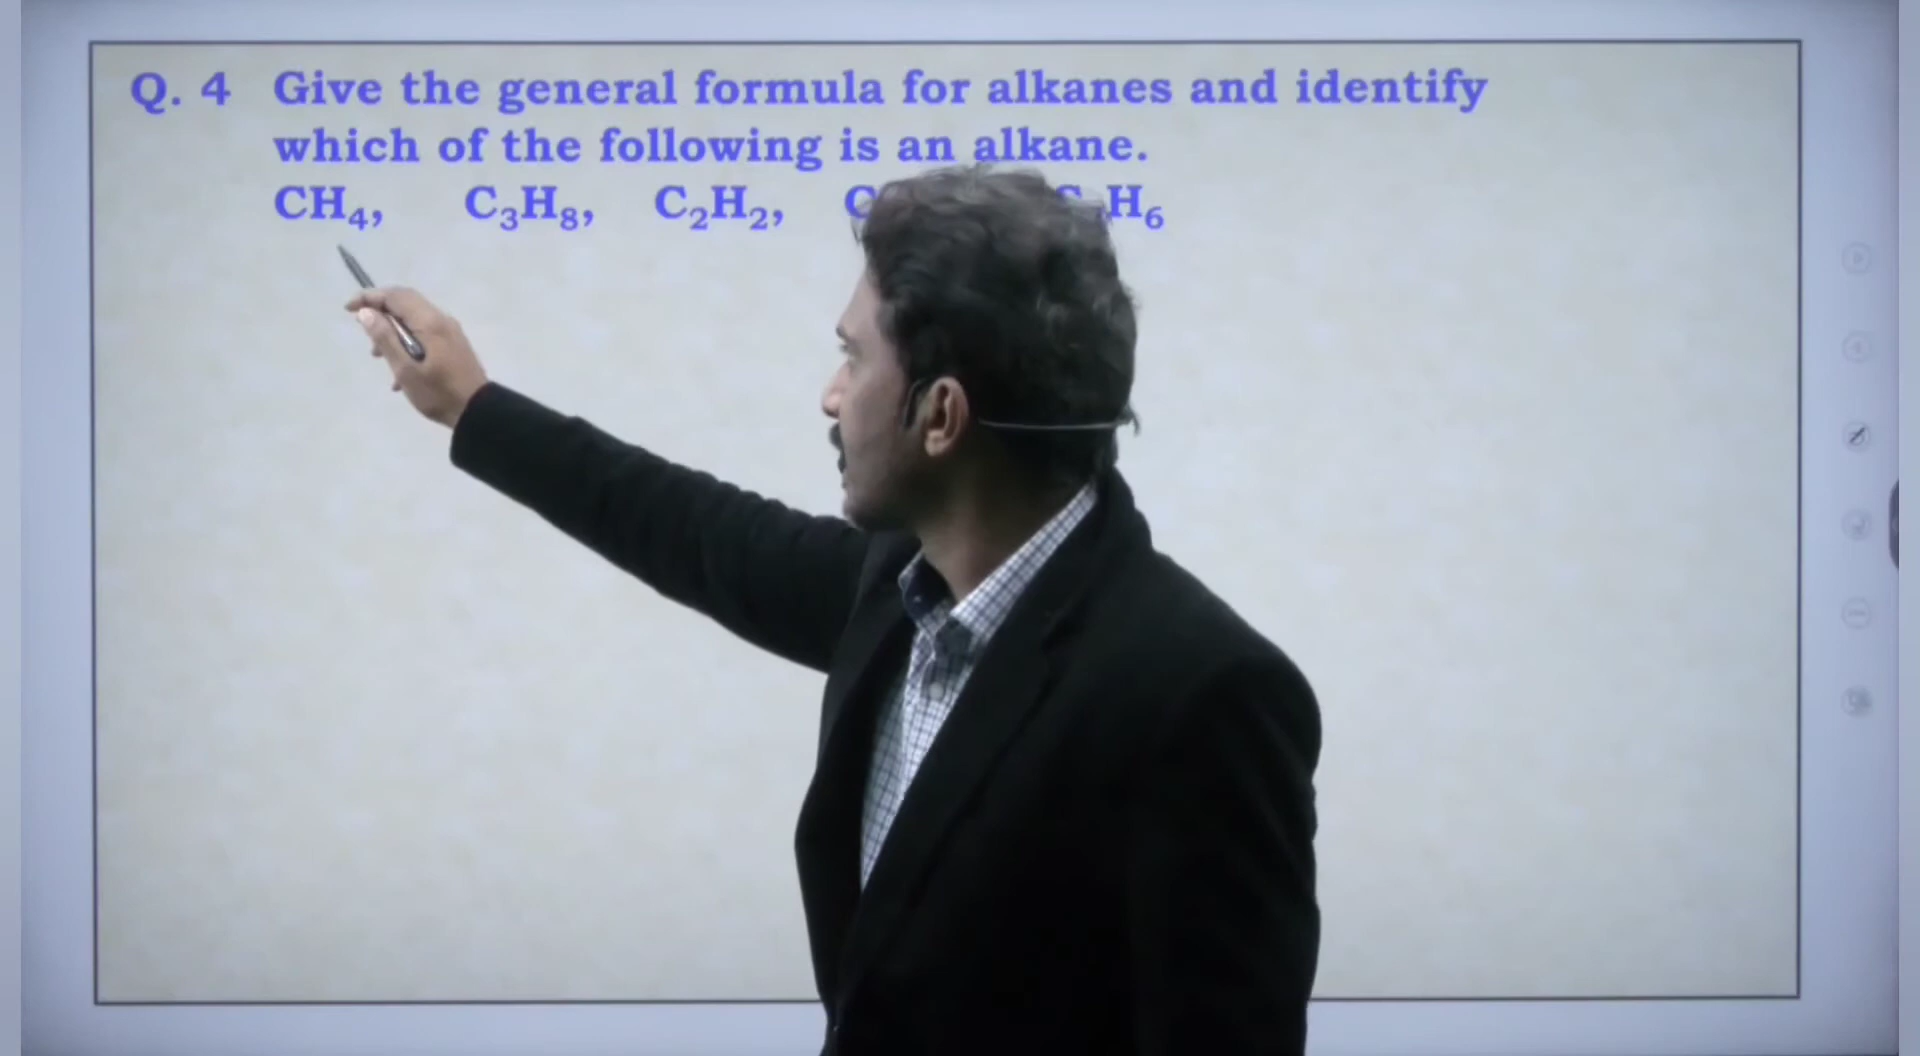 Q. 4 Give the general formula for alkanes and identify
which of the following is an alkane.
CH₄, C₃H₈, C₂H₂, C H₆